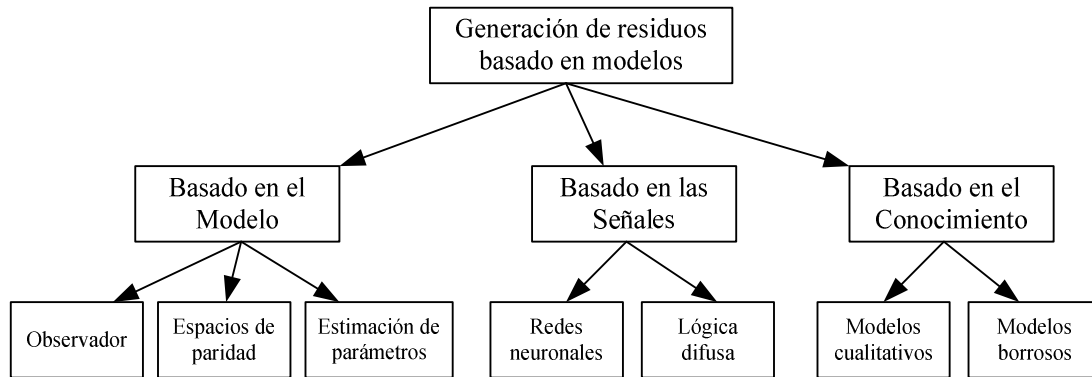 Generación de residuos
basado en modelos
Basado en el
Modelo
Basado en las
Señales
Basado en el
Conocimiento
Observador
Espacios de
paridad
Estimación de
parámetros
Redes
neuronales
Lógica
difusa
Modelos
cualitativos
Modelos
borrosos